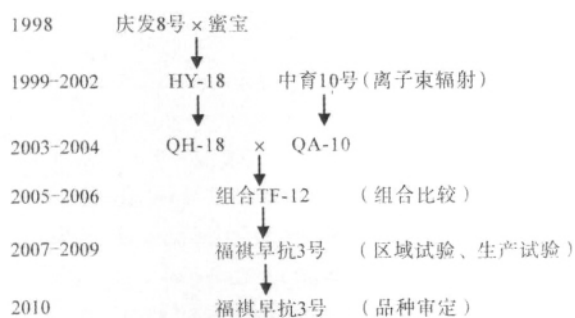 1998 庆发8号 × 蜜宝
1999-2002 HY-18 中育10号(离子束辐射)
2003-2004 QH-18 × QA-10
2005-2006 组合TF-12 (组合比较)
2007-2009 福祺早抗3号 (区域试验、生产试验)
2010 福祺早抗3号 (品种审定)